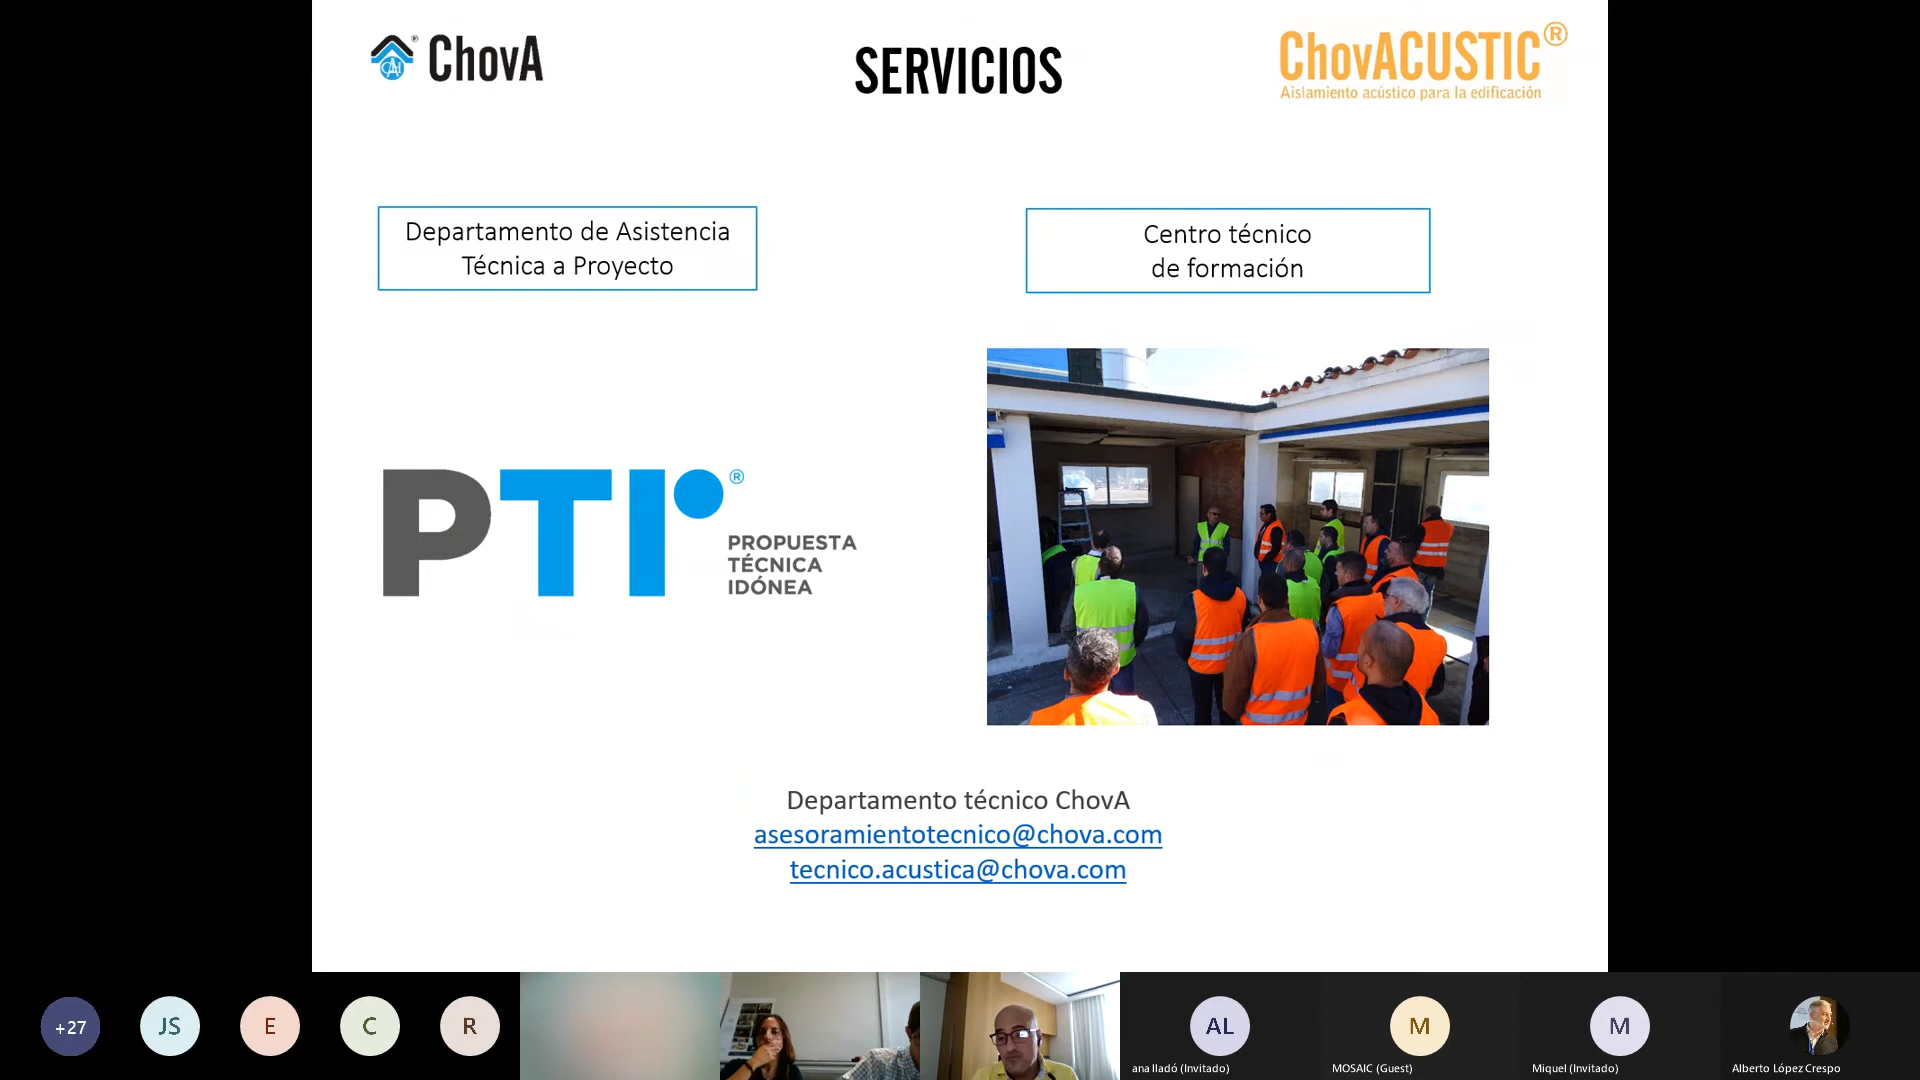 ChovA
SERVICIOS
ChovACUSTIC®
Aislamiento acústico para la edificación
Departamento de Asistencia
Técnica a Proyecto
Centro técnico
de formación
PTI®
PROPUESTA
TÉCNICA
IDÓNEA
Departamento técnico ChovA
asesoramientotecnico@chova.com
tecnico.acustica@chova.com
+27
JS
E
C
R
AL
M
M
ana lladó (Invitado)
MOSAIC (Guest)
Miquel (Invitado)
Alberto López Crespo